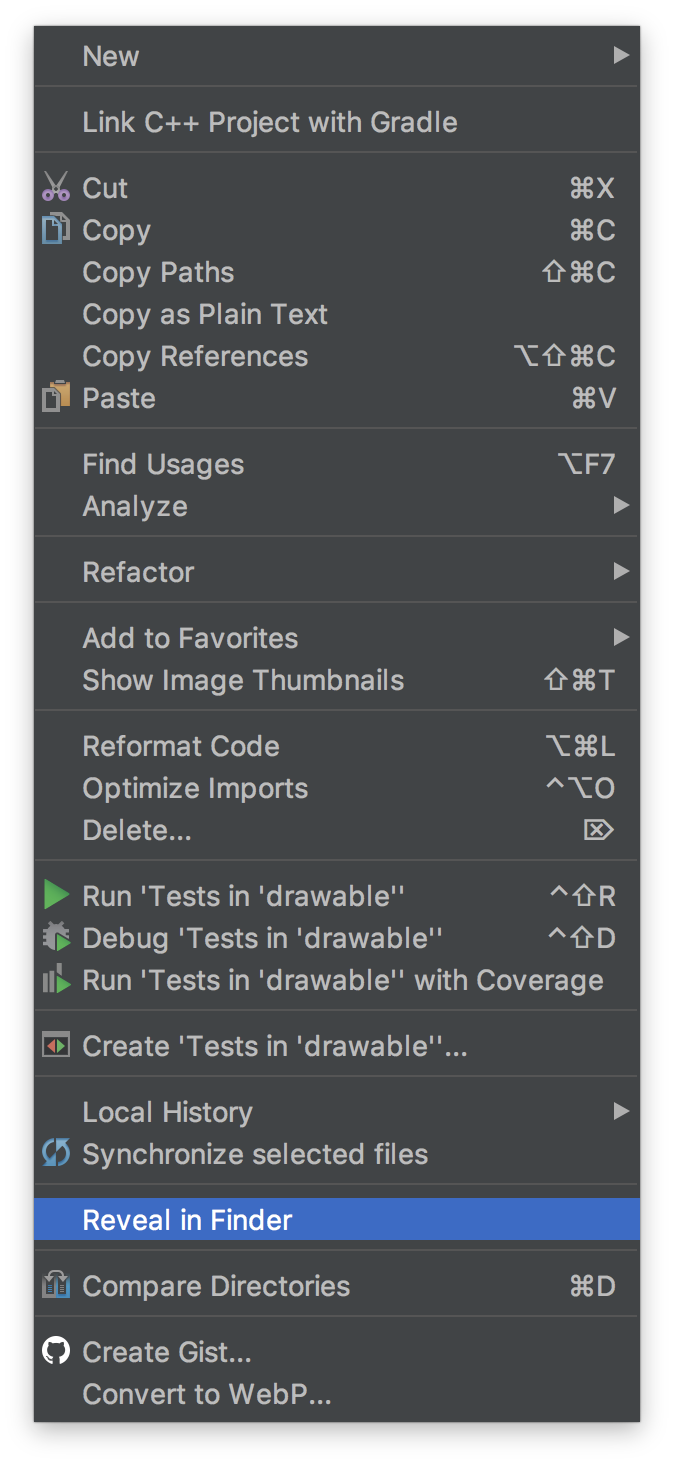 New
Link C++ Project with Gradle
Cut ⌘X
Copy ⌘C
Copy Paths ⇧⌘C
Copy as Plain Text
Copy References ⌥⇧⌘C
Paste ⌘V
Find Usages ⌥F7
Analyze
Refactor
Add to Favorites
Show Image Thumbnails ⇧⌘T
Reformat Code ⌥⌘L
Optimize Imports ^⌥O
Delete... ⌦
Run 'Tests in 'drawable'' ^⇧R
Debug 'Tests in 'drawable'' ^⇧D
Run 'Tests in 'drawable'' with Coverage
Create 'Tests in 'drawable''...
Local History
Synchronize selected files
Reveal in Finder
Compare Directories ⌘D
Create Gist...
Convert to WebP...